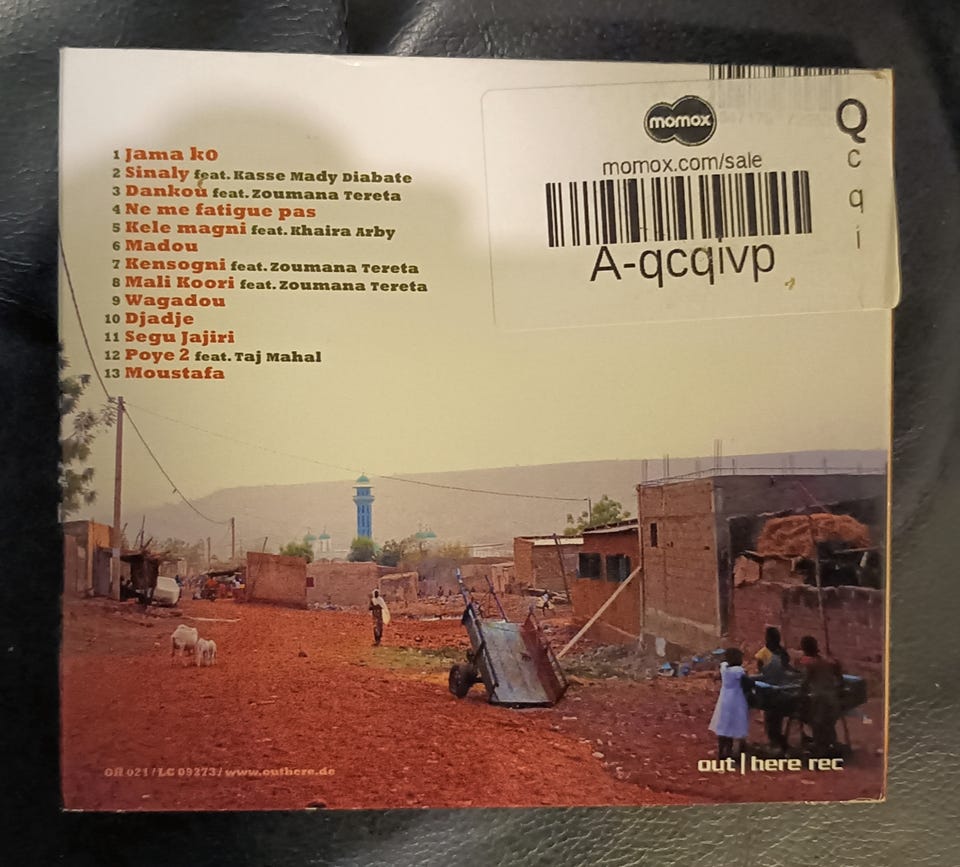 1 Jama ko
2 Sinaly feat. Kasse Mady Diabate
3 Dankou feat. Zoumana Tereta
4 Ne me fatigue pas
5 Kele magni feat. Khaira Arby
6 Madou
7 Kensogni feat. Zoumana Tereta
8 Mali Koori feat. Zoumana Tereta
9 Wagadou
10 Djadje
11 Segu Jajiri
12 Poye 2 feat. Taj Mahal
13 Moustafa
momox
momox.com/sale
A-qcqivp
Q
c
q
i
OH 021 / LC 09273 / www.outhere.de
out | here rec